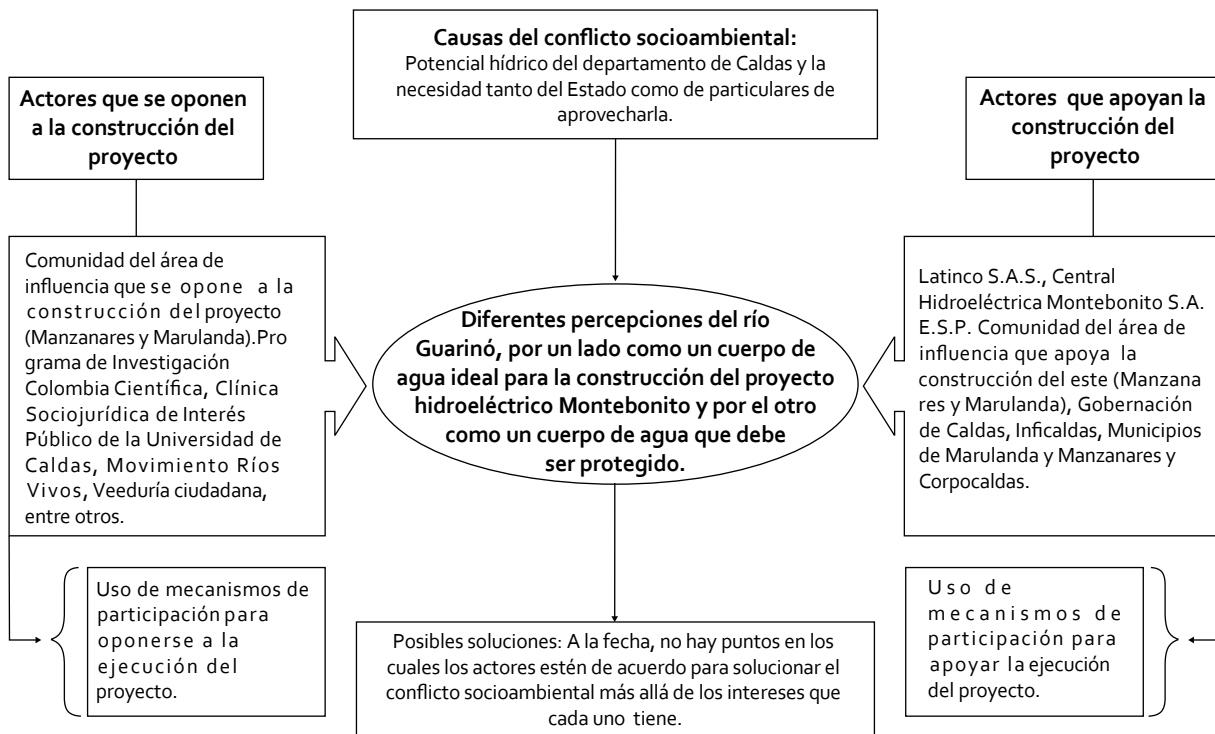 Causas del conflicto socioambiental:
Potencial hídrico del departamento de Caldas y la
necesidad tanto del Estado como de particulares de
aprovecharla.
Actores que se oponen
a la construcción del
proyecto
Actores que apoyan la
construcción del
proyecto
Comunidad del área de
influencia que se opone a la
construcción del proyecto
(Manzanares y Marulanda).Pro
grama de Investigación
Colombia Científica, Clínica
Sociojurídica de Interés
Público de la Universidad de
Caldas, Movimiento Ríos
Vivos, Veeduría ciudadana,
entre otros.
Diferentes percepciones del río
Guarinó, por un lado como un cuerpo de
agua ideal para la construcción del proyecto
hidroeléctrico Montebonito y por el otro
como un cuerpo de agua que debe
ser protegido.
Latinco S.A.S., Central
Hidroeléctrica Montebonito S.A.
E.S.P. Comunidad del área de
influencia que apoya la
construcción del este (Manzana
res y Marulanda), Gobernación
de Caldas, Inficaldas, Municipios
de Marulanda y Manzanares y
Corpocaldas.
Uso de mecanismos de
participación para
oponerse a la
ejecución del
proyecto.
Posibles soluciones: A la fecha, no hay puntos en los
cuales los actores estén de acuerdo para solucionar el
conflicto socioambiental más allá de los intereses que
cada uno tiene.
Uso de
mecanismos de
participación para
apoyar la ejecución
del proyecto.